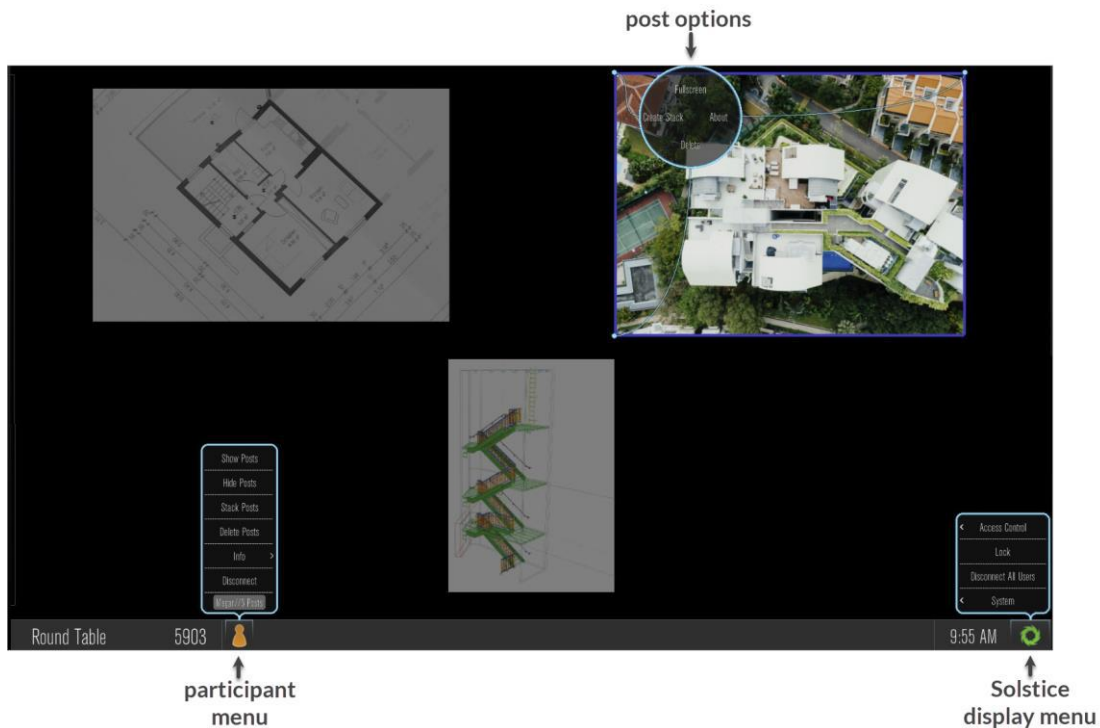 post options
Fullscreen
Create Stack
About
Delete
Show Posts
Hide Posts
Stack Posts
Delete Posts
Info >
Disconnect
Posts
< Access Control
Lock
Disconnect All Users
< System
Round Table
5903
9:55 AM
participant
menu
Solstice
display menu